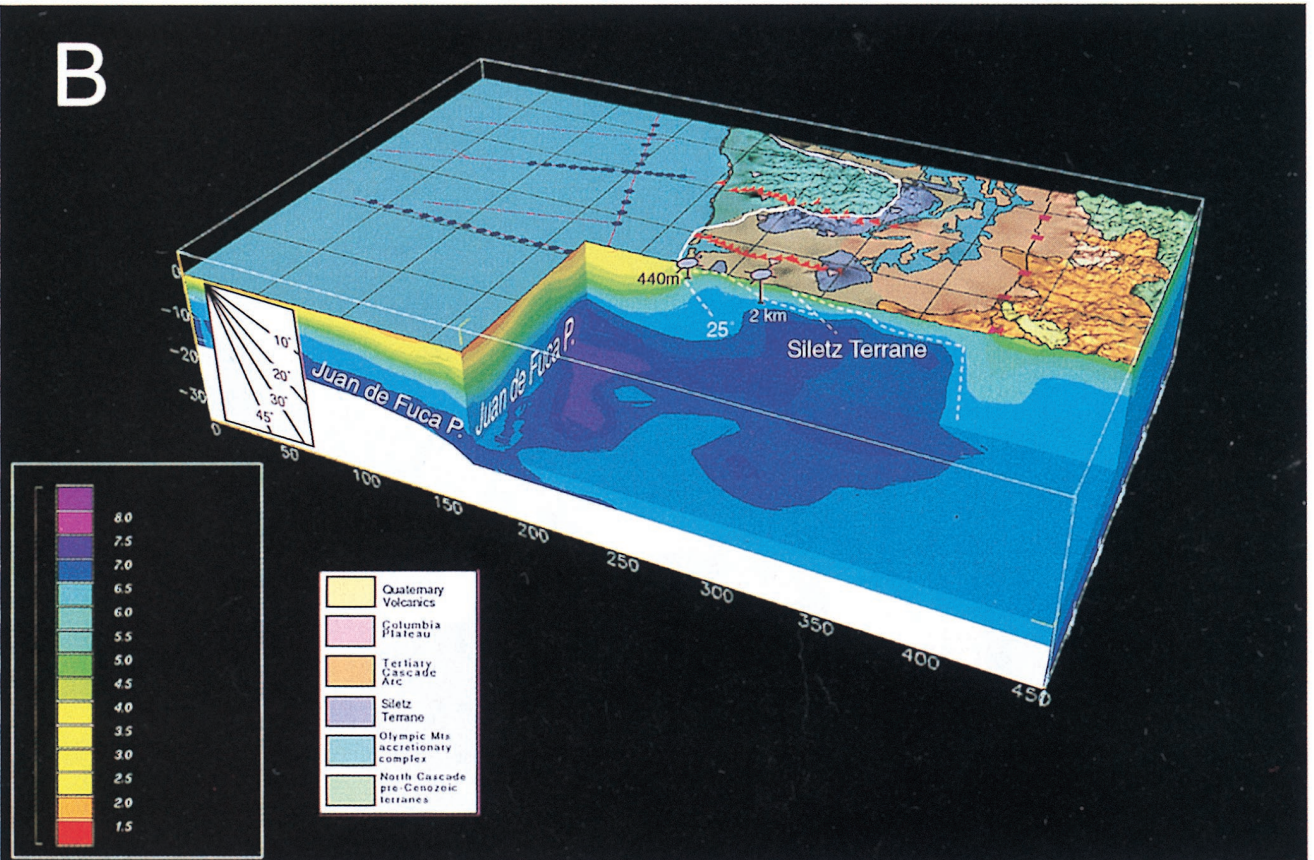 B
0
-10
-20
-30
10°
20°
30°
45°
Juan de Fuca P.
Juan de Fuca P.
440m
25
2 km
Siletz Terrane
0
50
100
150
200
250
300
350
400
450
8.0
7.5
7.0
6.5
6.0
5.5
5.0
4.5
4.0
3.5
3.0
2.5
2.0
1.5
Quaternary
Volcanics
Columbia
Plateau
Tertiary
Cascade
Arc
Siletz
Terrane
Olympic Mts
accretionary
complex
North Cascade
pre-Cenozoic
terranes